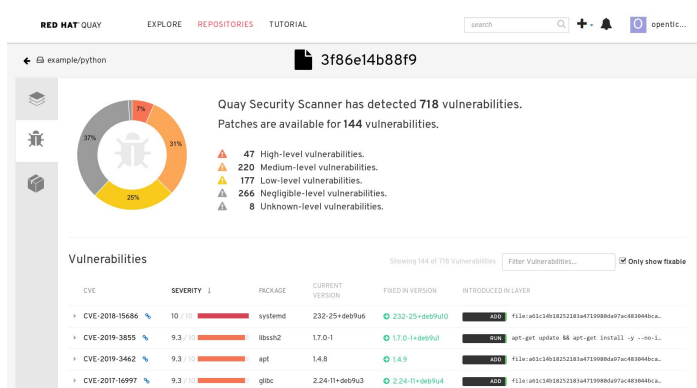 RED HAT® QUAY EXPLORE REPOSITORIES TUTORIAL search opentlc...
example/python 3f86e14b88f9
Quay Security Scanner has detected 718 vulnerabilities.
Patches are available for 144 vulnerabilities.
7%
37% 31%
25%
47 High-level vulnerabilities.
220 Medium-level vulnerabilities.
177 Low-level vulnerabilities.
266 Negligible-level vulnerabilities.
8 Unknown-level vulnerabilities.
Vulnerabilities Showing 144 of 718 Vulnerabilities Filter Vulnerabilities... Only show fixable
CVE SEVERITY ↓ PACKAGE CURRENT VERSION FIXED IN VERSION INTRODUCED IN LAYER
CVE-2018-15686 10 / 10 systemd 232-25+deb9u6 232-25+deb9u10 ADD file:a61c14b18252183a4719980da97ac483044bca…
CVE-2019-3855 9.3 / 10 libssh2 1.7.0-1 1.7.0-1+deb9u1 RUN apt-get update && apt-get install -y --no-i…
CVE-2019-3462 9.3 / 10 apt 1.4.8 1.4.9 ADD file:a61c14b18252183a4719980da97ac483044bca…
CVE-2017-16997 9.3 / 10 glibc 2.24-11+deb9u3 2.24-11+deb9u4 ADD file:a61c14b18252183a4719980da97ac483044bca…